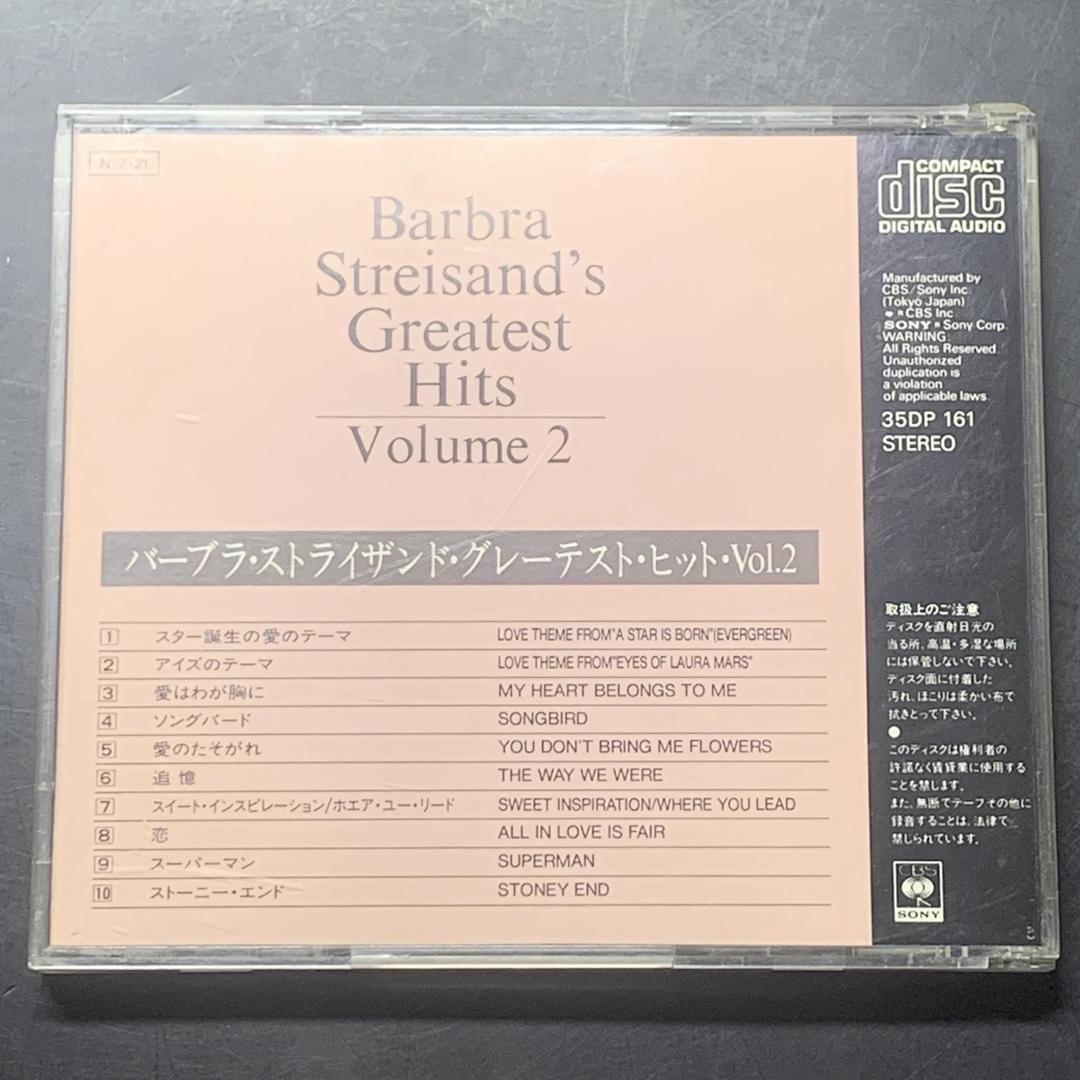 N-7-21
Barbra
Streisand's
Greatest
Hits
Volume 2
バーブラ・ストライザンド・グレーテスト・ヒット・Vol.2
1 スター誕生の愛のテーマ LOVE THEME FROM"A STAR IS BORN"(EVERGREEN)
2 アイズのテーマ LOVE THEME FROM"EYES OF LAURA MARS"
3 愛はわが胸に MY HEART BELONGS TO ME
4 ソングバード SONGBIRD
5 愛のたそがれ YOU DON'T BRING ME FLOWERS
6 追憶 THE WAY WE WERE
7 スイート・インスピレーション/ホエア・ユー・リード SWEET INSPIRATION/WHERE YOU LEAD
8 恋 ALL IN LOVE IS FAIR
9 スーパーマン SUPERMAN
10 ストーニー・エンド STONEY END
COMPACT
disc
DIGITAL AUDIO
Manufactured by
CBS/Sony Inc.
(Tokyo Japan)
CBS Inc
SONY Sony Corp.
WARNING:
All Rights Reserved.
Unauthorized
duplication is
a violation
of applicable laws.
35DP 161
STEREO
取扱上のご注意
ディスクを直射日光の
当る所、高温・多湿な場所
には保管しないで下さい。
ディスク面に付着した
汚れ、ほこりは柔かい布で
拭きとって下さい。
●
このディスクは権利者の
許諾なく賃貸業に使用する
ことを禁じます。
また、無断でテープその他に
録音することは、法律で
禁じられています。
CBS
SONY